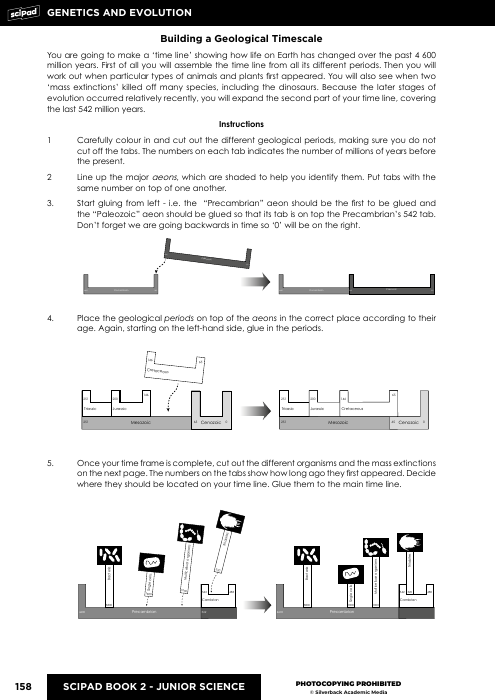 scipad GENETICS AND EVOLUTION
Building a Geological Timescale
You are going to make a ‘time line’ showing how life on Earth has changed over the past 4 600
million years. First of all you will assemble the time line from all its different periods. Then you will
work out when particular types of animals and plants first appeared. You will also see when two
‘mass extinctions’ killed off many species, including the dinosaurs. Because the later stages of
evolution occurred relatively recently, you will expand the second part of your time line, covering
the last 542 million years.
Instructions
1 Carefully colour in and cut out the different geological periods, making sure you do not
cut off the tabs. The numbers on each tab indicates the number of millions of years before
the present.
2 Line up the major aeons, which are shaded to help you identify them. Put tabs with the
same number on top of one another.
3. Start gluing from left - i.e. the “Precambrian” aeon should be the first to be glued and
the “Paleozoic” aeon should be glued so that its tab is on top the Precambrian’s 542 tab.
Don’t forget we are going backwards in time so ‘0’ will be on the right.
4. Place the geological periods on top of the aeons in the correct place according to their
age. Again, starting on the left-hand side, glue in the periods.
Cretaceous
Triassic Jurassic
Mesozoic Cenozoic
Triassic Jurassic Cretaceous
Mesozoic Cenozoic
5. Once your time frame is complete, cut out the different organisms and the mass extinctions
on the next page. The numbers on the tabs show how long ago they first appeared. Decide
where they should be located on your time line. Glue them to the main time line.
Cambrian
Precambrian
Cambrian
Precambrian
158 SCIPAD BOOK 2 - JUNIOR SCIENCE
PHOTOCOPYING PROHIBITED
© Silverback Academic Media